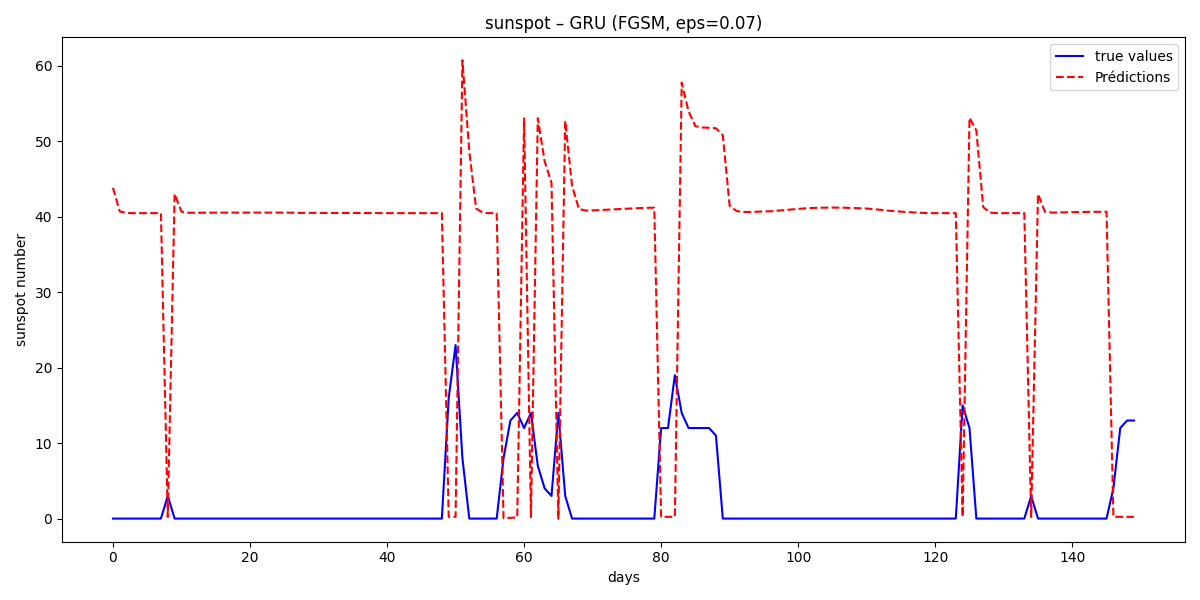 sunspot – GRU (FGSM, eps=0.07)
true values
Prédictions
sunspot number
60
50
40
30
20
10
0
0 20 40 60 80 100 120 140
days